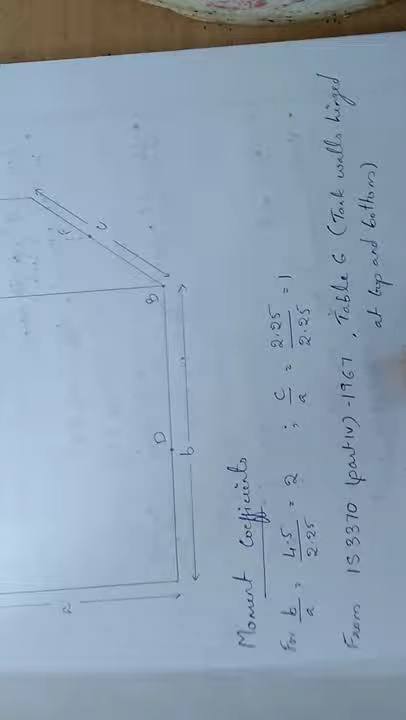 a
D
b
B
c
Moment Coefficients
For b/a = 4.5/2.25 = 2 ; c/a = 2.25/2.25 = 1
From IS 3370 (part IV) - 1967, Table 6 (Tank walls hinged
at top and bottom)